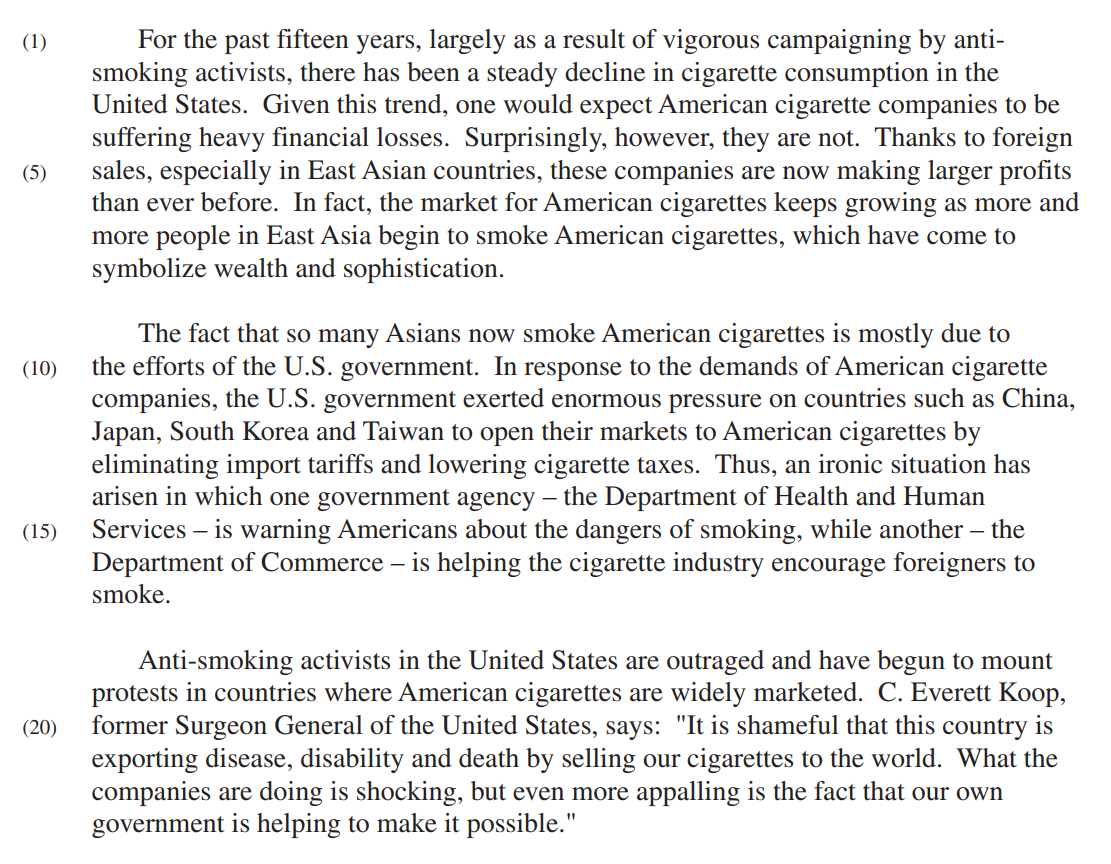 (1) For the past fifteen years, largely as a result of vigorous campaigning by anti-
smoking activists, there has been a steady decline in cigarette consumption in the
United States. Given this trend, one would expect American cigarette companies to be
suffering heavy financial losses. Surprisingly, however, they are not. Thanks to foreign
(5) sales, especially in East Asian countries, these companies are now making larger profits
than ever before. In fact, the market for American cigarettes keeps growing as more and
more people in East Asia begin to smoke American cigarettes, which have come to
symbolize wealth and sophistication.
The fact that so many Asians now smoke American cigarettes is mostly due to
(10) the efforts of the U.S. government. In response to the demands of American cigarette
companies, the U.S. government exerted enormous pressure on countries such as China,
Japan, South Korea and Taiwan to open their markets to American cigarettes by
eliminating import tariffs and lowering cigarette taxes. Thus, an ironic situation has
arisen in which one government agency – the Department of Health and Human
(15) Services – is warning Americans about the dangers of smoking, while another – the
Department of Commerce – is helping the cigarette industry encourage foreigners to
smoke.
Anti-smoking activists in the United States are outraged and have begun to mount
protests in countries where American cigarettes are widely marketed. C. Everett Koop,
(20) former Surgeon General of the United States, says: "It is shameful that this country is
exporting disease, disability and death by selling our cigarettes to the world. What the
companies are doing is shocking, but even more appalling is the fact that our own
government is helping to make it possible."